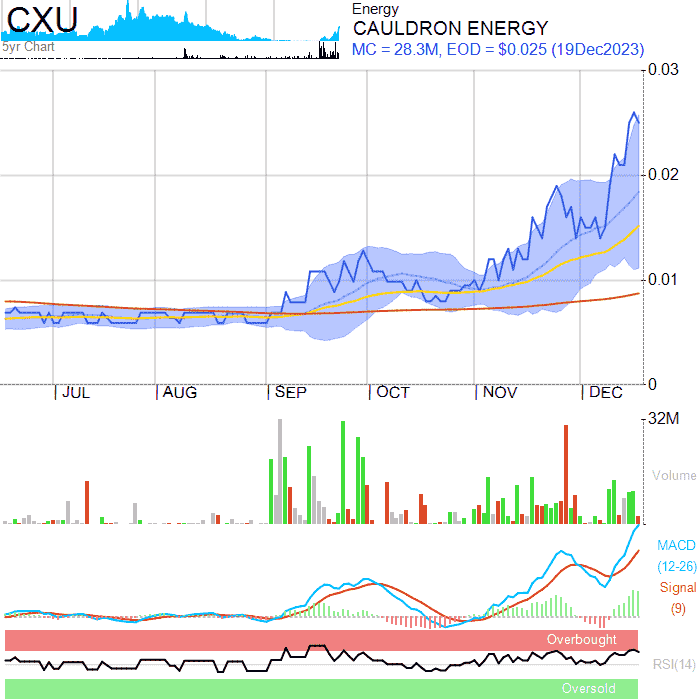 CXU
5yr Chart
Energy
CAULDRON ENERGY
MC = 28.3M, EOD = $0.025 (19Dec2023)
0.03
0.02
0.01
0
JUL AUG SEP OCT NOV DEC
32M
Volume
MACD
(12-26)
Signal
(9)
Overbought
RSI(14)
Oversold